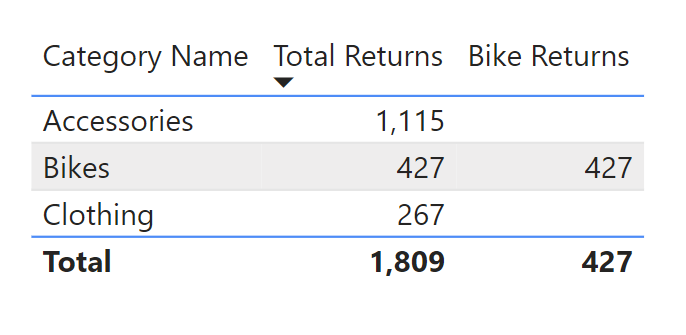 Category Name Total Returns Bike Returns
Accessories 1,115
Bikes 427 427
Clothing 267
Total 1,809 427